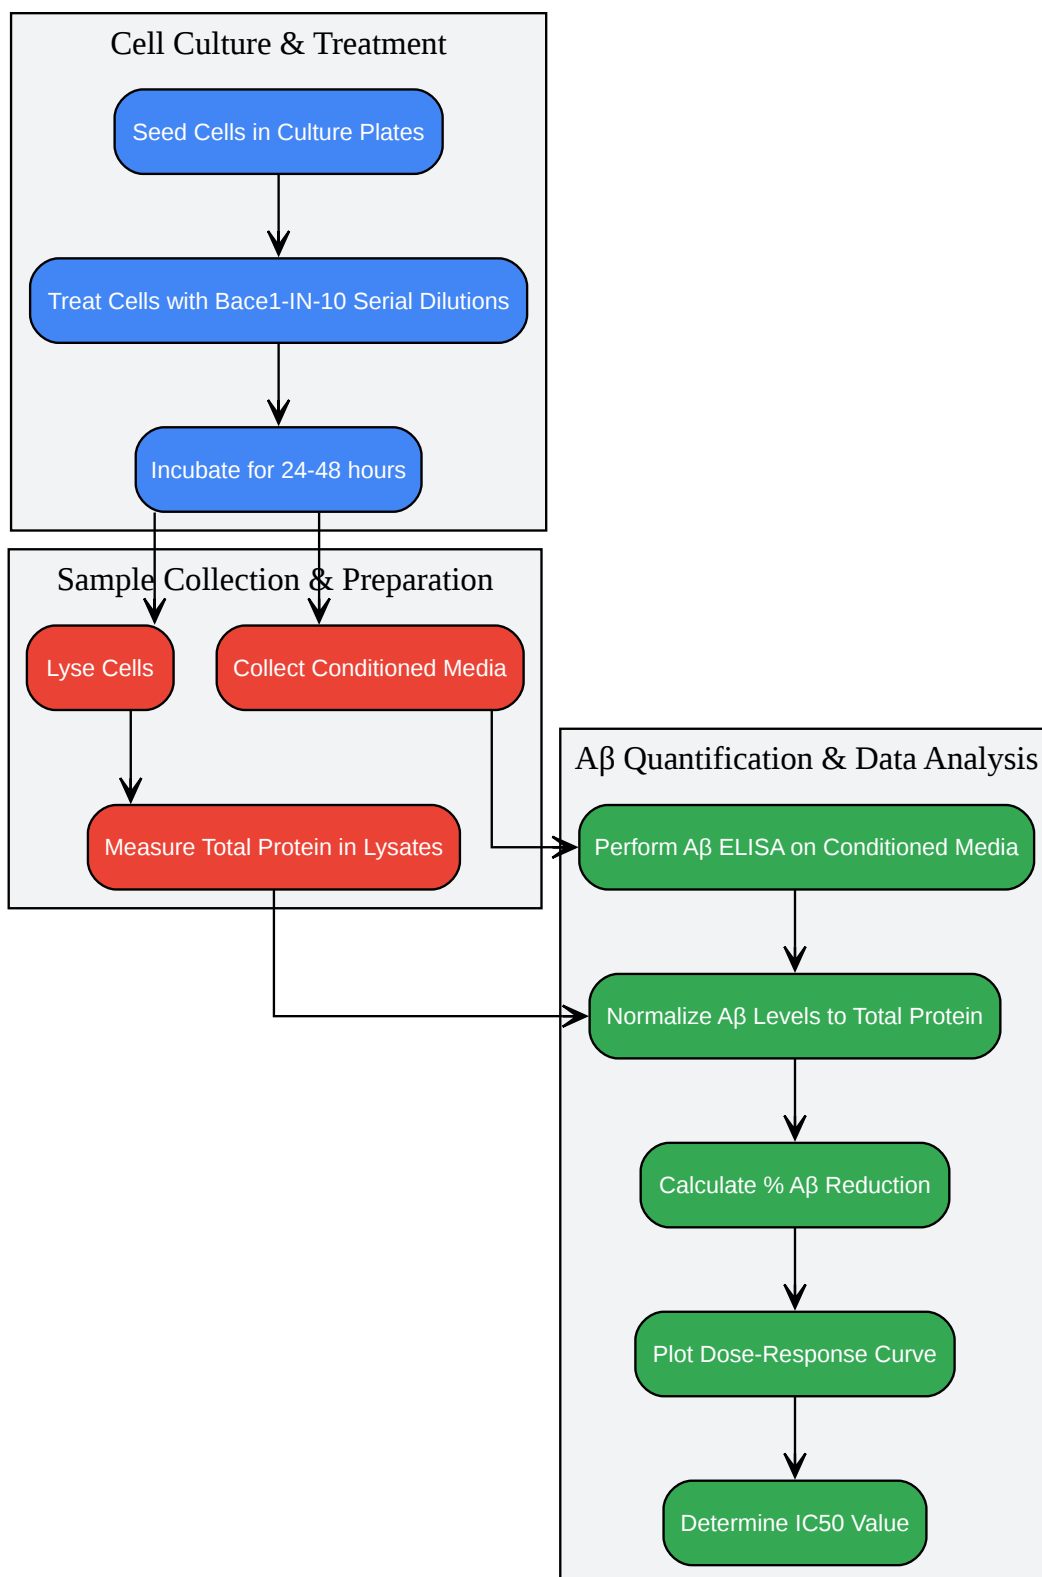 Cell Culture & Treatment
Seed Cells in Culture Plates
Treat Cells with Bace1-IN-10 Serial Dilutions
Incubate for 24-48 hours
Sample Collection & Preparation
Lyse Cells
Collect Conditioned Media
Measure Total Protein in Lysates
Aβ Quantification & Data Analysis
Perform Aβ ELISA on Conditioned Media
Normalize Aβ Levels to Total Protein
Calculate % Aβ Reduction
Plot Dose-Response Curve
Determine IC50 Value